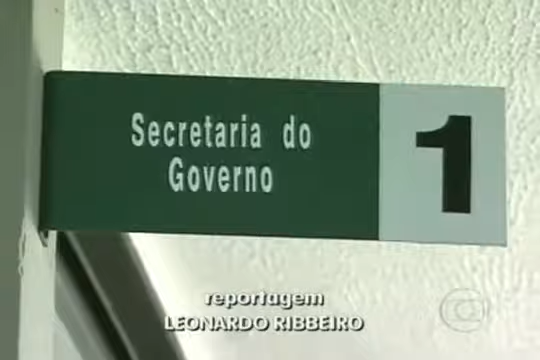 Secretaria do
Governo
1
reportagem
LEONARDO RIBBEIRO